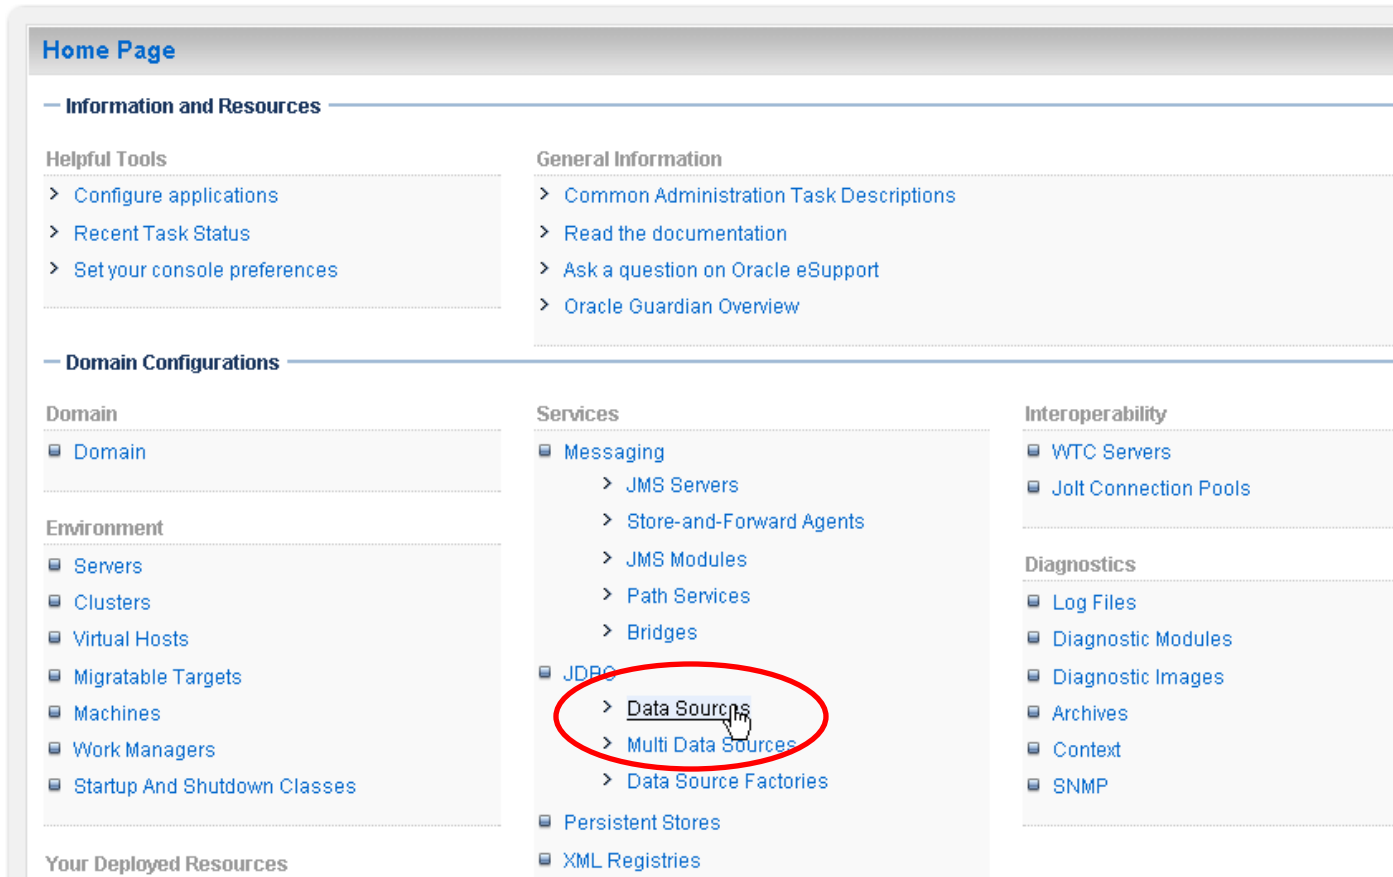 Home Page
Information and Resources
Helpful Tools
Configure applications
Recent Task Status
Set your console preferences
General Information
Common Administration Task Descriptions
Read the documentation
Ask a question on Oracle eSupport
Oracle Guardian Overview
Domain Configurations
Domain
Domain
Environment
Servers
Clusters
Virtual Hosts
Migratable Targets
Machines
Work Managers
Startup And Shutdown Classes
Your Deployed Resources
Services
Messaging
JMS Servers
Store-and-Forward Agents
JMS Modules
Path Services
Bridges
JDBC
Data Sources
Multi Data Sources
Data Source Factories
Persistent Stores
XML Registries
Interoperability
WTC Servers
Jolt Connection Pools
Diagnostics
Log Files
Diagnostic Modules
Diagnostic Images
Archives
Context
SNMP